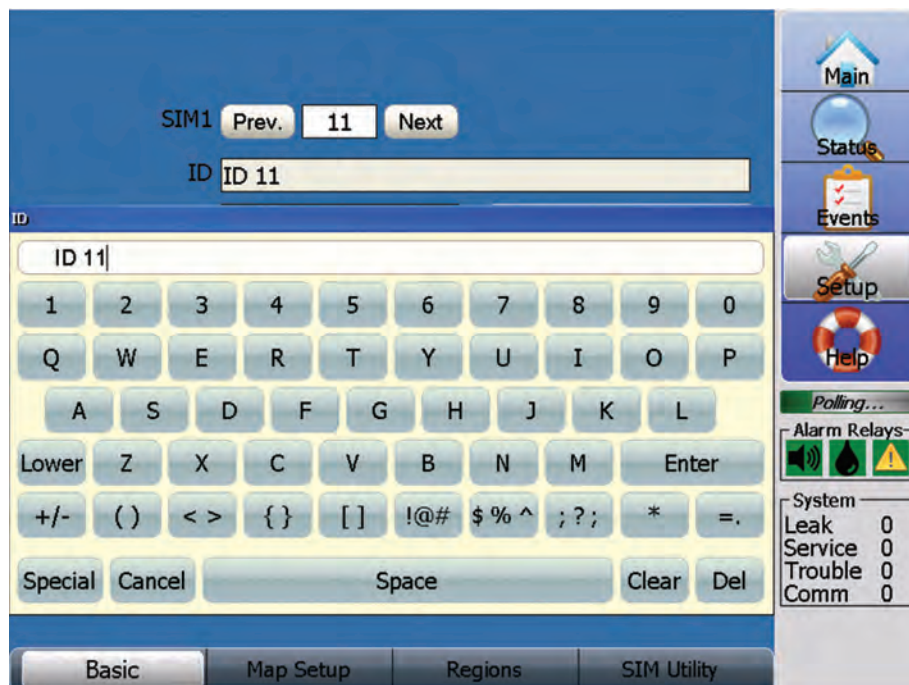 SIM1 Prev. 11 Next
ID ID 11
ID
ID 11
1 2 3 4 5 6 7 8 9 0
Q W E R T Y U I O P
A S D F G H J K L
Lower Z X C V B N M Enter
+/- ( ) < > { } [ ] !@# $ % ^ ; ? ; * =.
Special Cancel Space Clear Del
Basic Map Setup Regions SIM Utility
Main
Status
Events
Setup
Help
Polling...
Alarm Relays
System
Leak 0
Service 0
Trouble 0
Comm 0